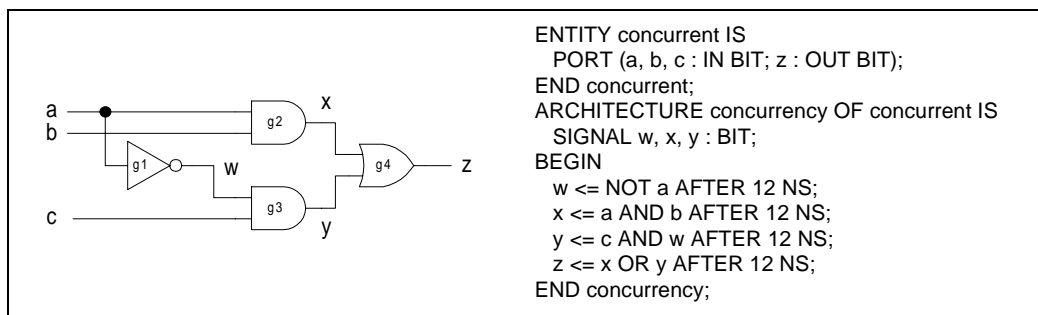 a
b
c
g1
w
g2
x
g3
y
g4
z
ENTITY concurrent IS
PORT (a, b, c : IN BIT; z : OUT BIT);
END concurrent;
ARCHITECTURE concurrency OF concurrent IS
SIGNAL w, x, y : BIT;
BEGIN
w <= NOT a AFTER 12 NS;
x <= a AND b AFTER 12 NS;
y <= c AND w AFTER 12 NS;
z <= x OR y AFTER 12 NS;
END concurrency;